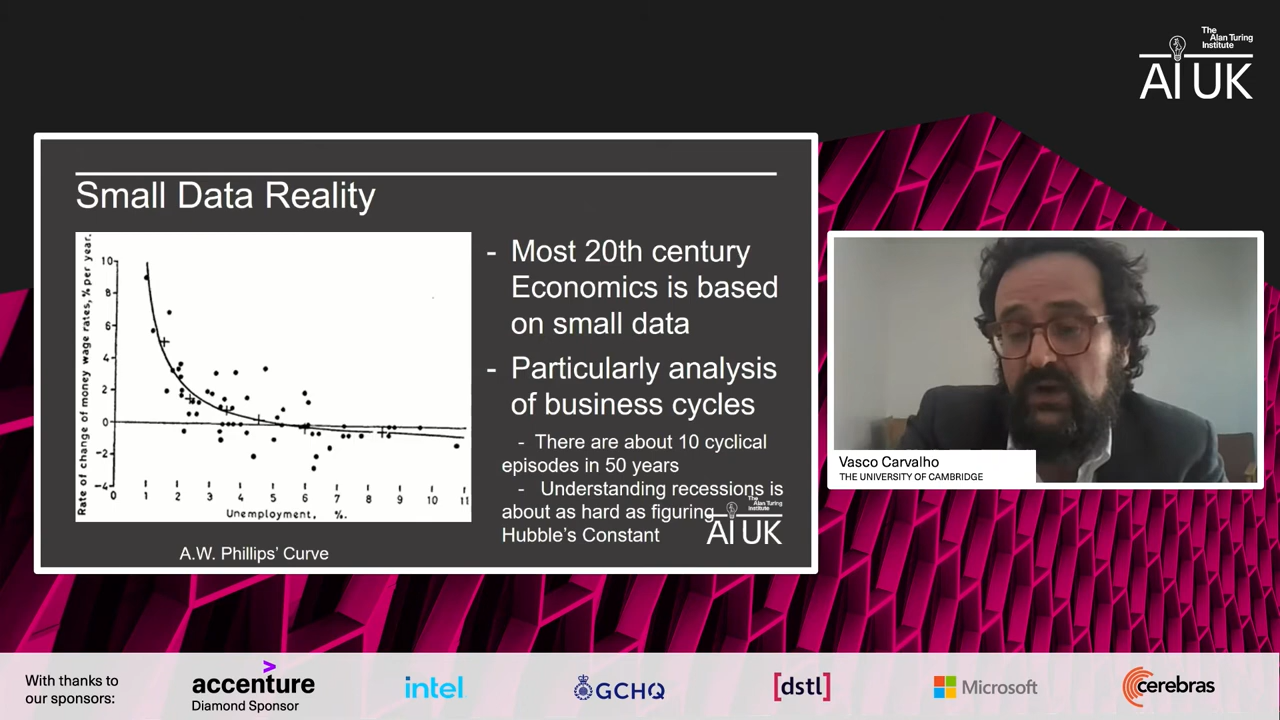 The
Alan Turing
Institute
AI UK
Small Data Reality
Rate of change of money wage rates, % per year.
10
8
6
4
2
0
-2
-4
0 1 2 3 4 5 6 7 8 9 10 11
Unemployment, %.
A.W. Phillips' Curve
- Most 20th century
Economics is based
on small data
- Particularly analysis
of business cycles
- There are about 10 cyclical
episodes in 50 years
- Understanding recessions is
about as hard as figuring
Hubble's Constant
The
Alan Turing
Institute
AI UK
Vasco Carvalho
THE UNIVERSITY OF CAMBRIDGE
With thanks to
our sponsors:
accenture
Diamond Sponsor
intel
GCHQ
[dstl]
Microsoft
cerebras